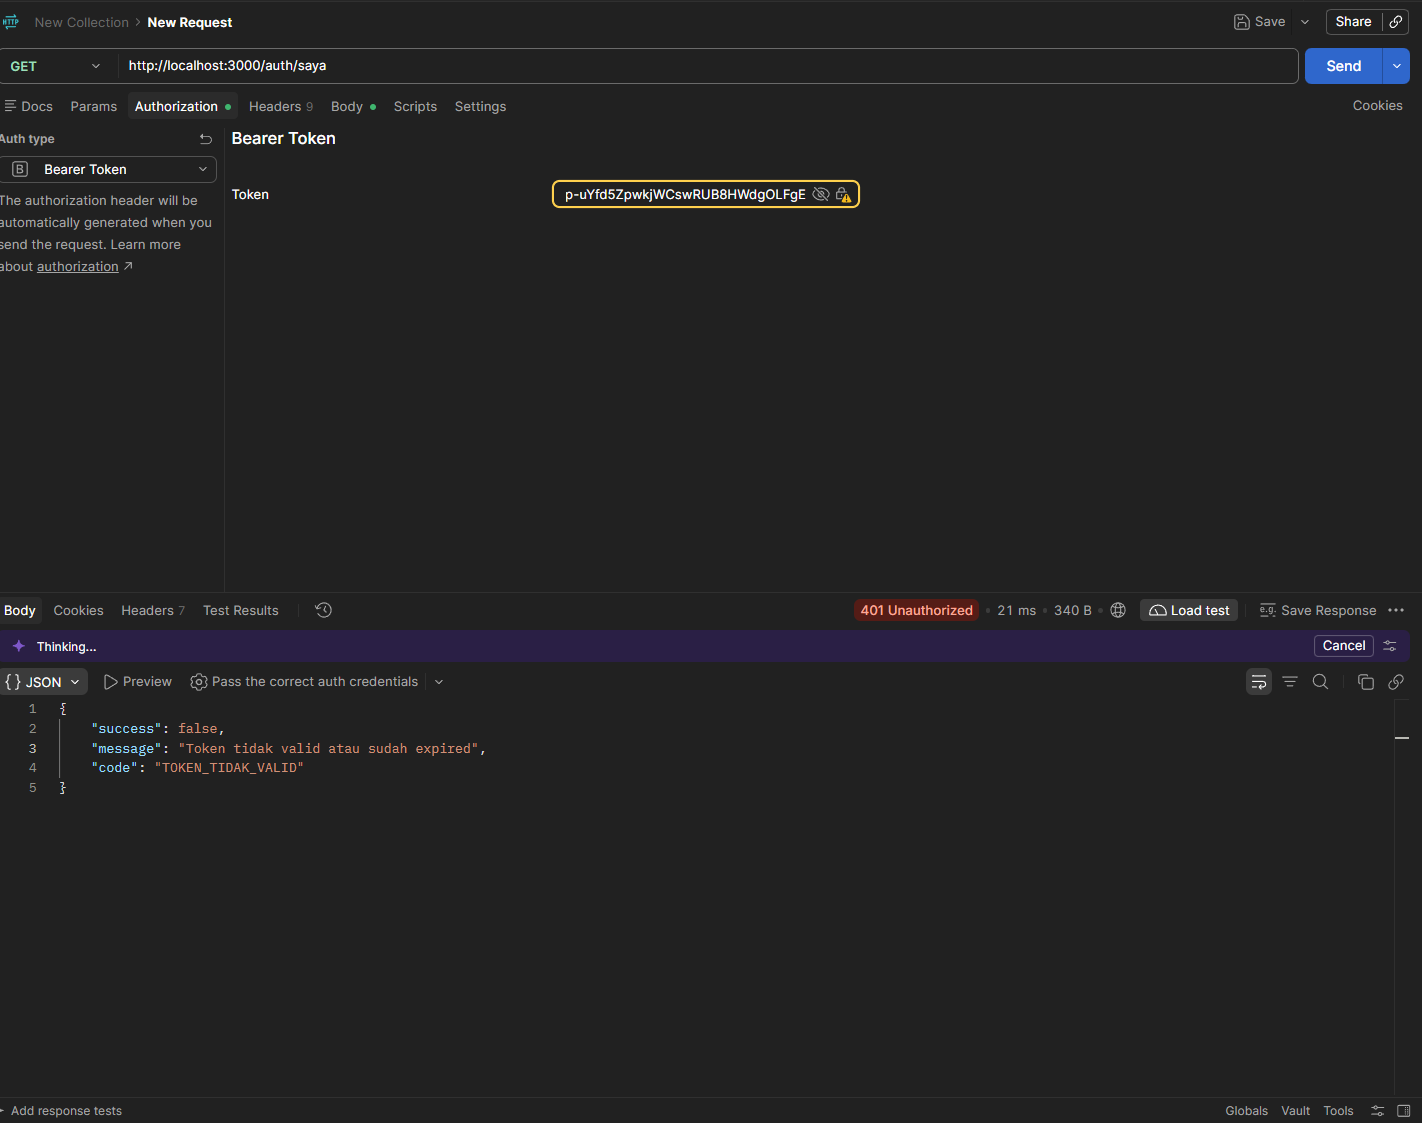 HTTP New Collection > New Request Save Share
GET http://localhost:3000/auth/saya Send
Docs Params Authorization Headers 9 Body Scripts Settings Cookies
Auth type
B Bearer Token
The authorization header will be
automatically generated when you
send the request. Learn more
about authorization
Bearer Token
Token p-uYfd5ZpwkjWCswRUB8HWdgOLFgE
Body Cookies Headers 7 Test Results 401 Unauthorized • 21 ms • 340 B • Load test e.g. Save Response
Thinking... Cancel
{} JSON Preview Pass the correct auth credentials
1 {
2 "success": false,
3 "message": "Token tidak valid atau sudah expired",
4 "code": "TOKEN_TIDAK_VALID"
5 }
Add response tests Globals Vault Tools